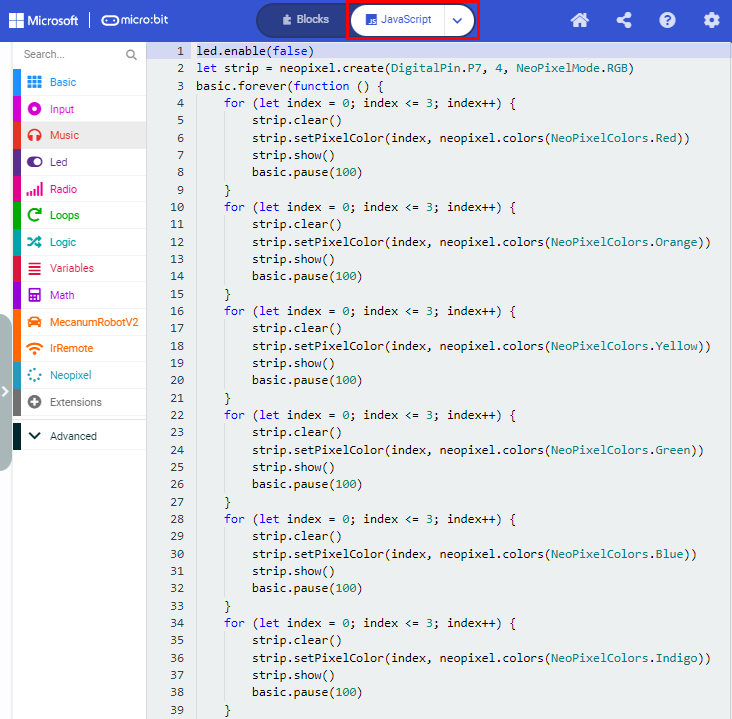 Microsoft micro:bit Blocks JS JavaScript
Search...
Basic
Input
Music
Led
Radio
Loops
Logic
Variables
Math
MecanumRobotV2
IrRemote
Neopixel
Extensions
Advanced
1 led.enable(false)
2 let strip = neopixel.create(DigitalPin.P7, 4, NeoPixelMode.RGB)
3 basic.forever(function () {
4 for (let index = 0; index <= 3; index++) {
5 strip.clear()
6 strip.setPixelColor(index, neopixel.colors(NeoPixelColors.Red))
7 strip.show()
8 basic.pause(100)
9 }
10 for (let index = 0; index <= 3; index++) {
11 strip.clear()
12 strip.setPixelColor(index, neopixel.colors(NeoPixelColors.Orange))
13 strip.show()
14 basic.pause(100)
15 }
16 for (let index = 0; index <= 3; index++) {
17 strip.clear()
18 strip.setPixelColor(index, neopixel.colors(NeoPixelColors.Yellow))
19 strip.show()
20 basic.pause(100)
21 }
22 for (let index = 0; index <= 3; index++) {
23 strip.clear()
24 strip.setPixelColor(index, neopixel.colors(NeoPixelColors.Green))
25 strip.show()
26 basic.pause(100)
27 }
28 for (let index = 0; index <= 3; index++) {
29 strip.clear()
30 strip.setPixelColor(index, neopixel.colors(NeoPixelColors.Blue))
31 strip.show()
32 basic.pause(100)
33 }
34 for (let index = 0; index <= 3; index++) {
35 strip.clear()
36 strip.setPixelColor(index, neopixel.colors(NeoPixelColors.Indigo))
37 strip.show()
38 basic.pause(100)
39 }